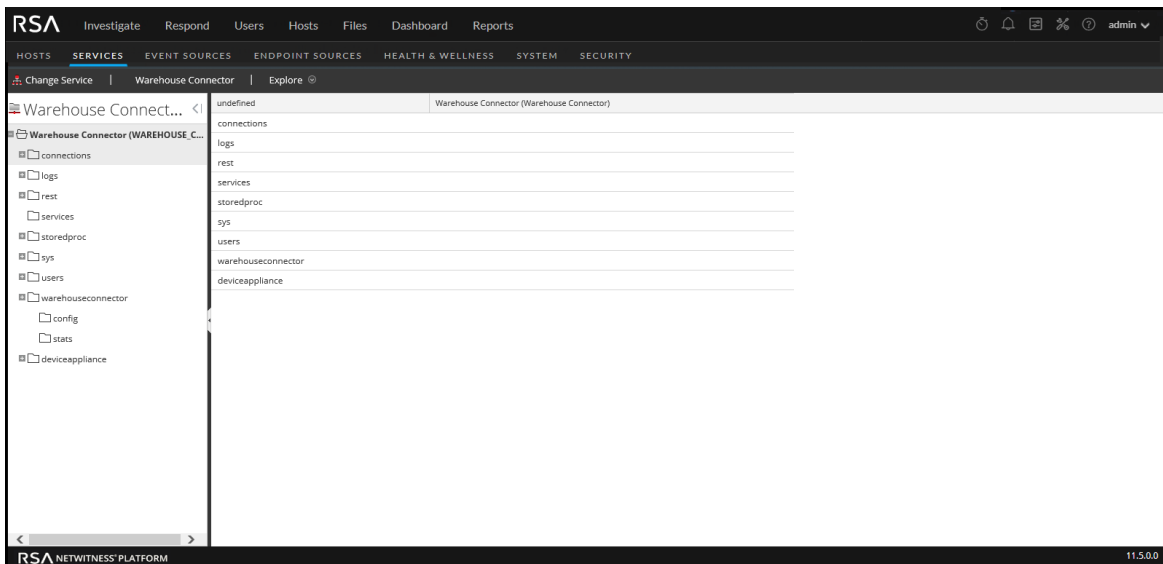 RSA Investigate Respond Users Hosts Files Dashboard Reports admin
HOSTS SERVICES EVENT SOURCES ENDPOINT SOURCES HEALTH & WELLNESS SYSTEM SECURITY
Change Service | Warehouse Connector | Explore
Warehouse Connect...
Warehouse Connector (WAREHOUSE_C...
connections
logs
rest
services
storedproc
sys
users
warehouseconnector
config
stats
deviceappliance
undefined Warehouse Connector (Warehouse Connector)
connections
logs
rest
services
storedproc
sys
users
warehouseconnector
deviceappliance
RSA NETWITNESS® PLATFORM 11.5.0.0